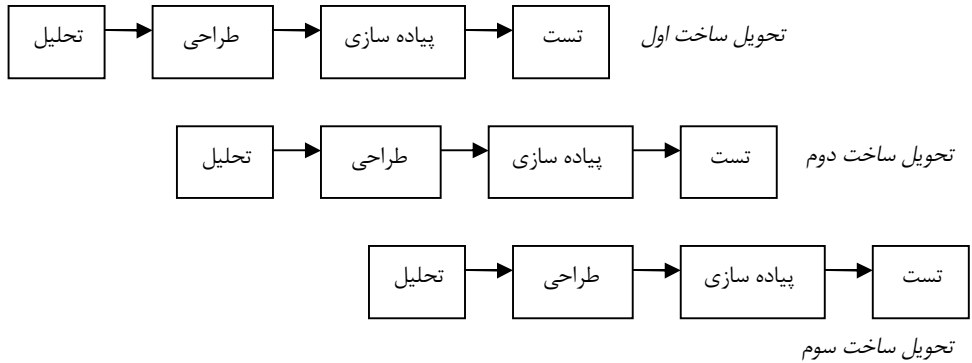 تحلیل طراحی پیاده سازی تست تحویل ساخت اول
تحلیل طراحی پیاده سازی تست تحویل ساخت دوم
تحلیل طراحی پیاده سازی تست
تحویل ساخت سوم